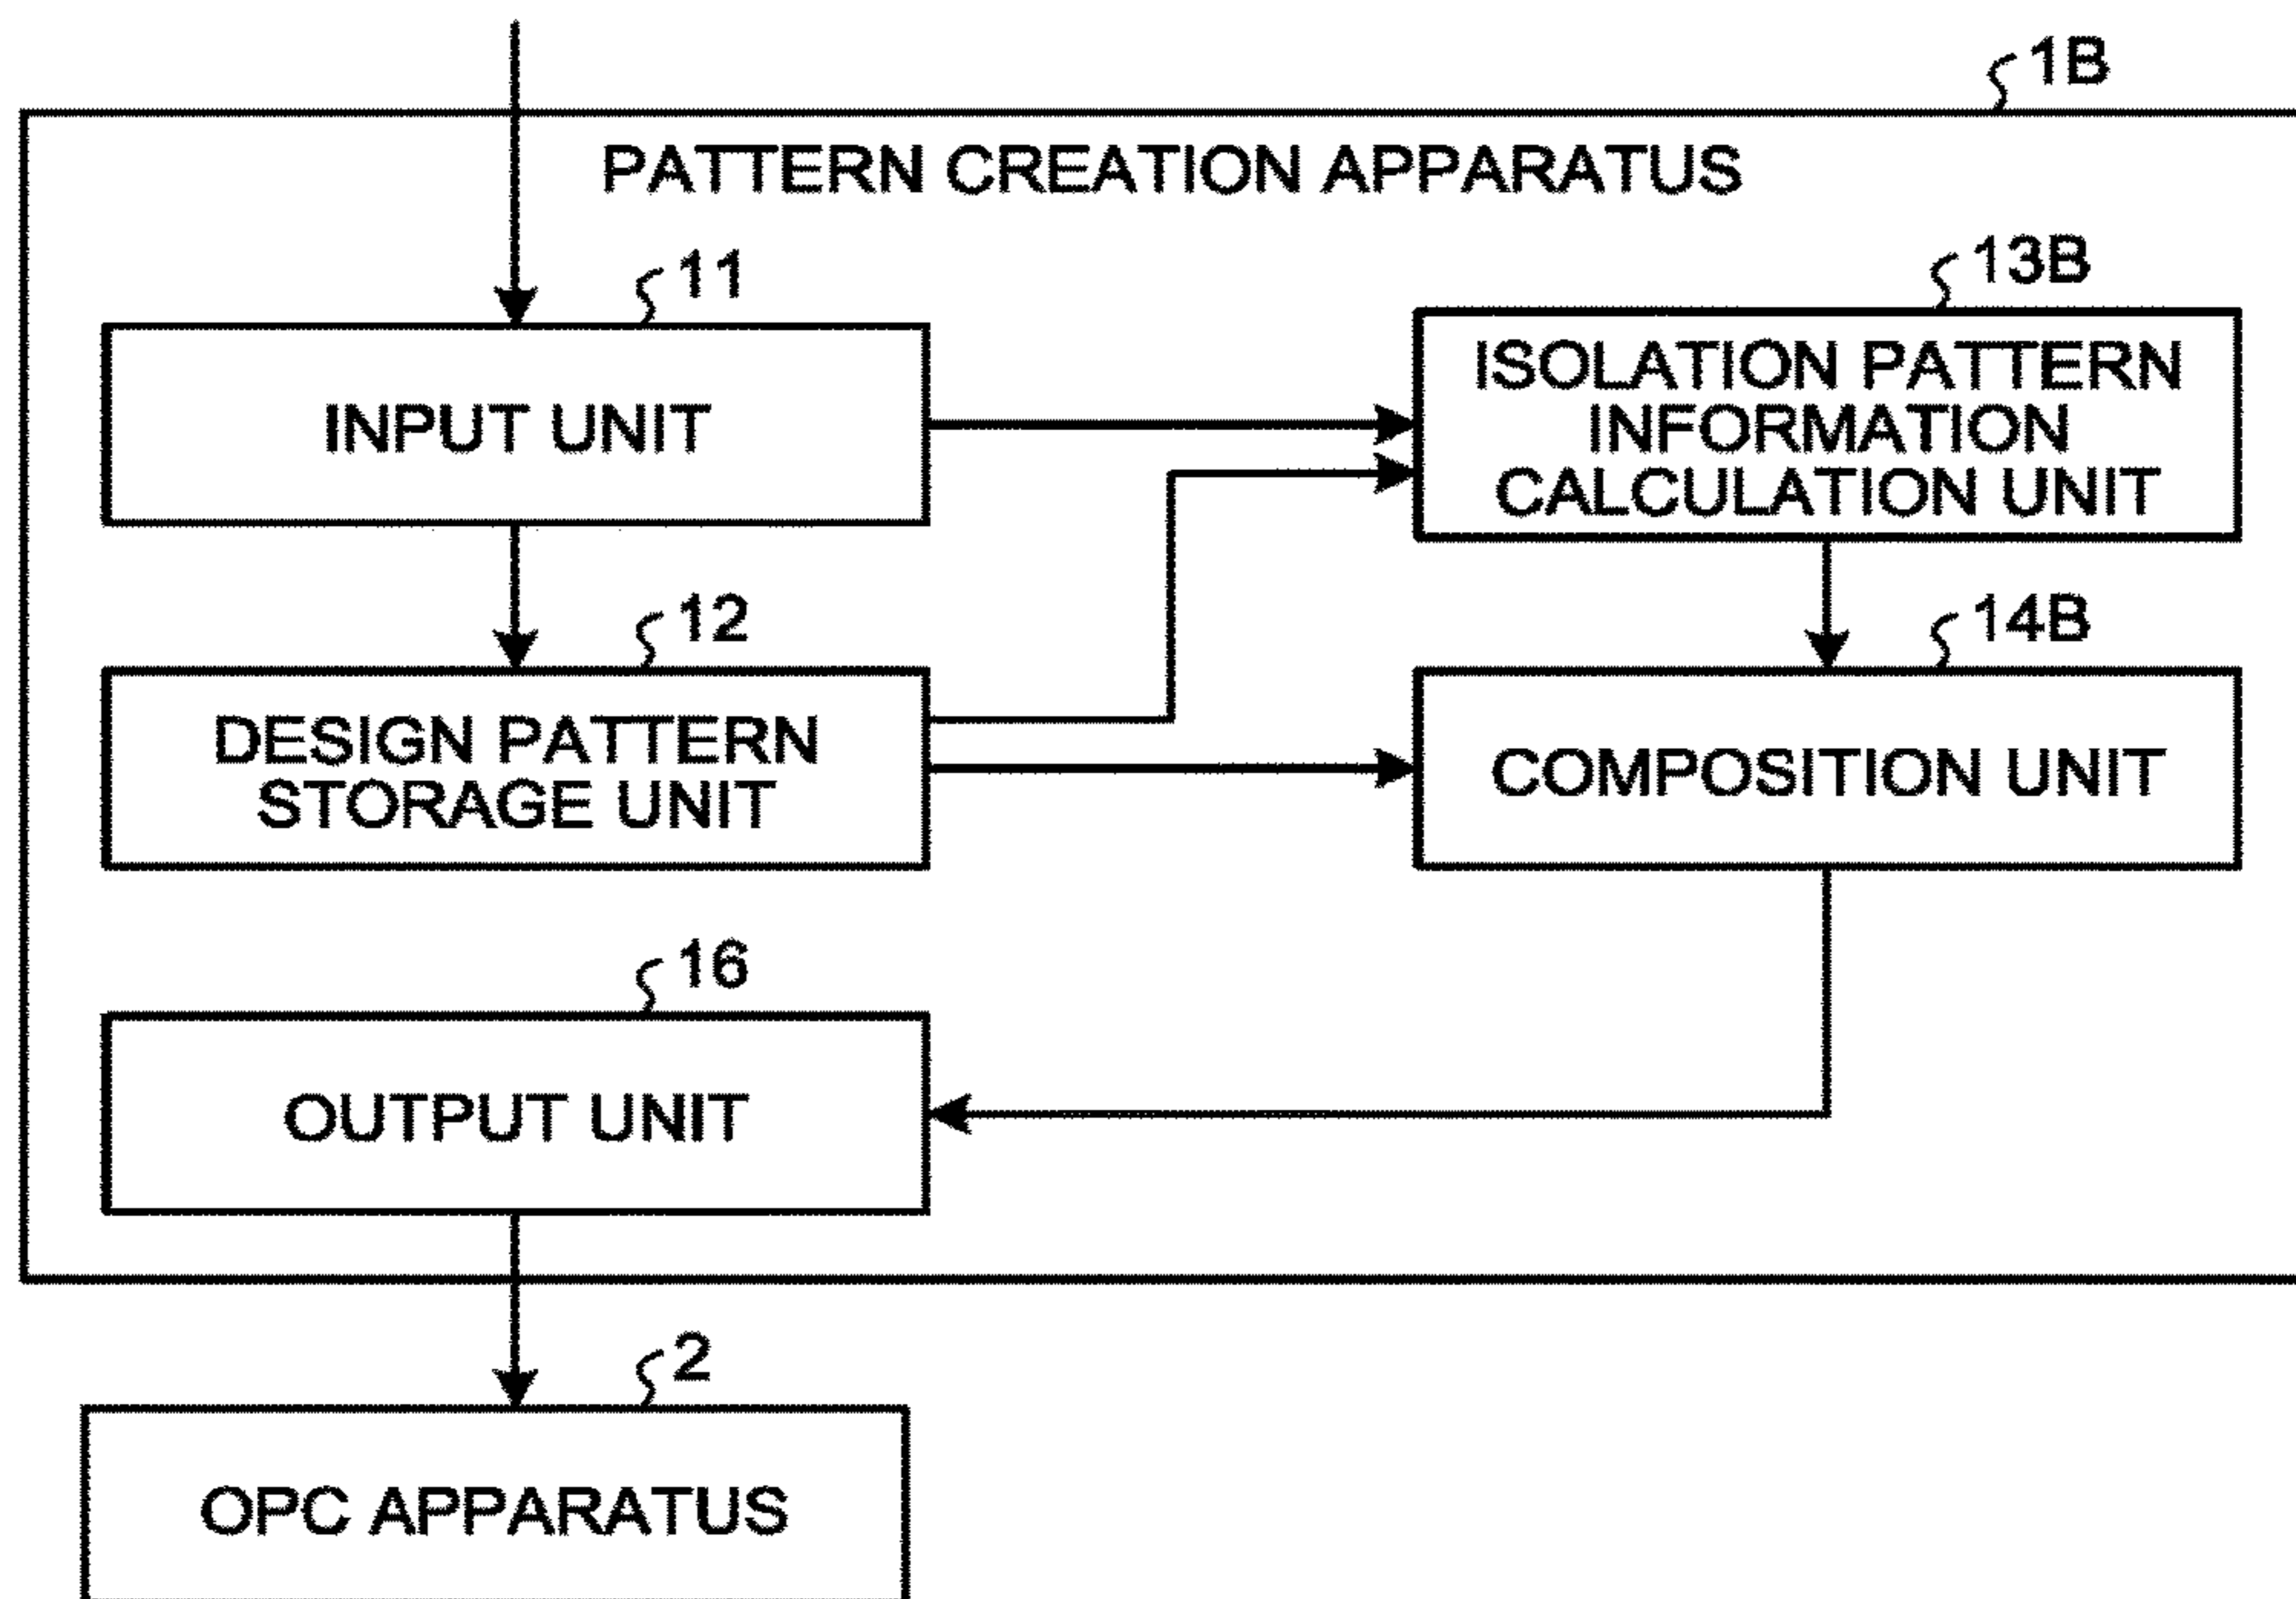 1B
PATTERN CREATION APPARATUS
11
INPUT UNIT
13B
ISOLATION PATTERN
INFORMATION
CALCULATION UNIT
12
DESIGN PATTERN
STORAGE UNIT
14B
COMPOSITION UNIT
16
OUTPUT UNIT
2
OPC APPARATUS